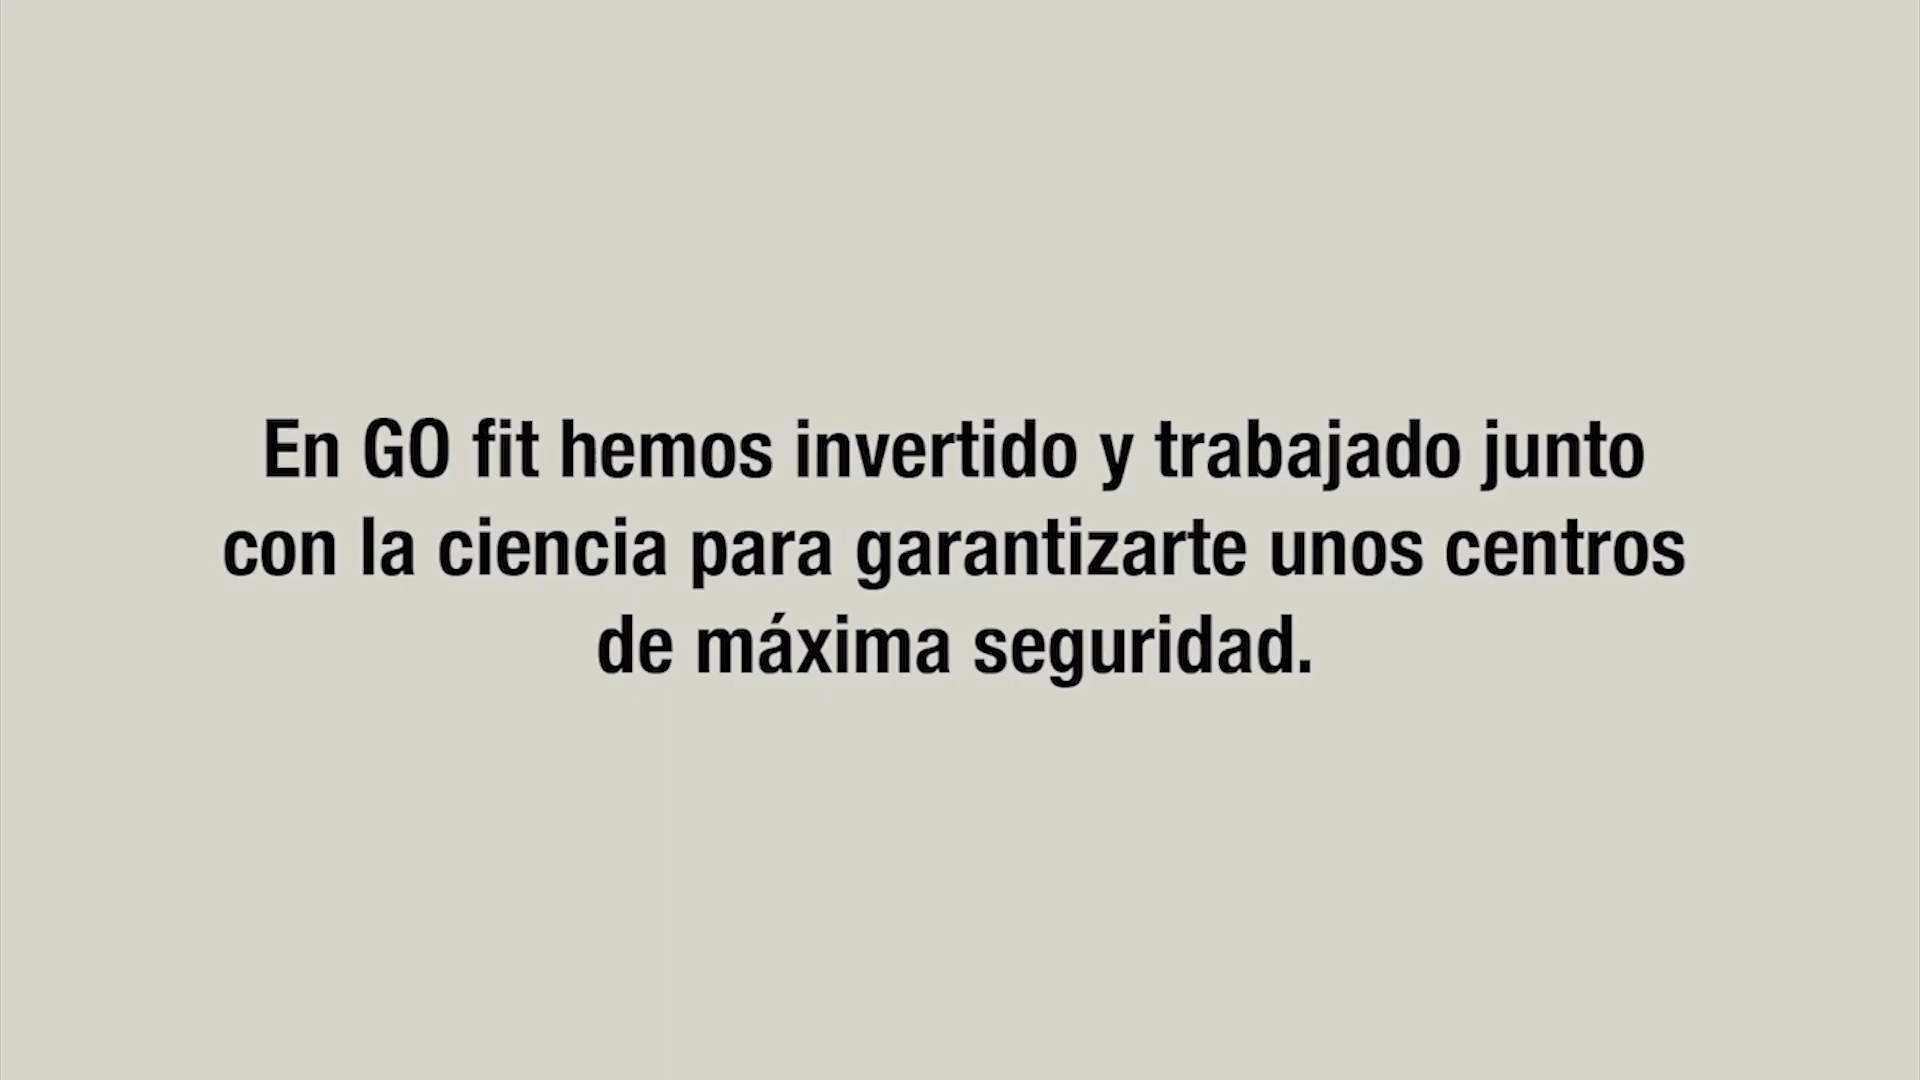 En GO fit hemos invertido y trabajado junto
con la ciencia para garantizarte unos centros
de máxima seguridad.